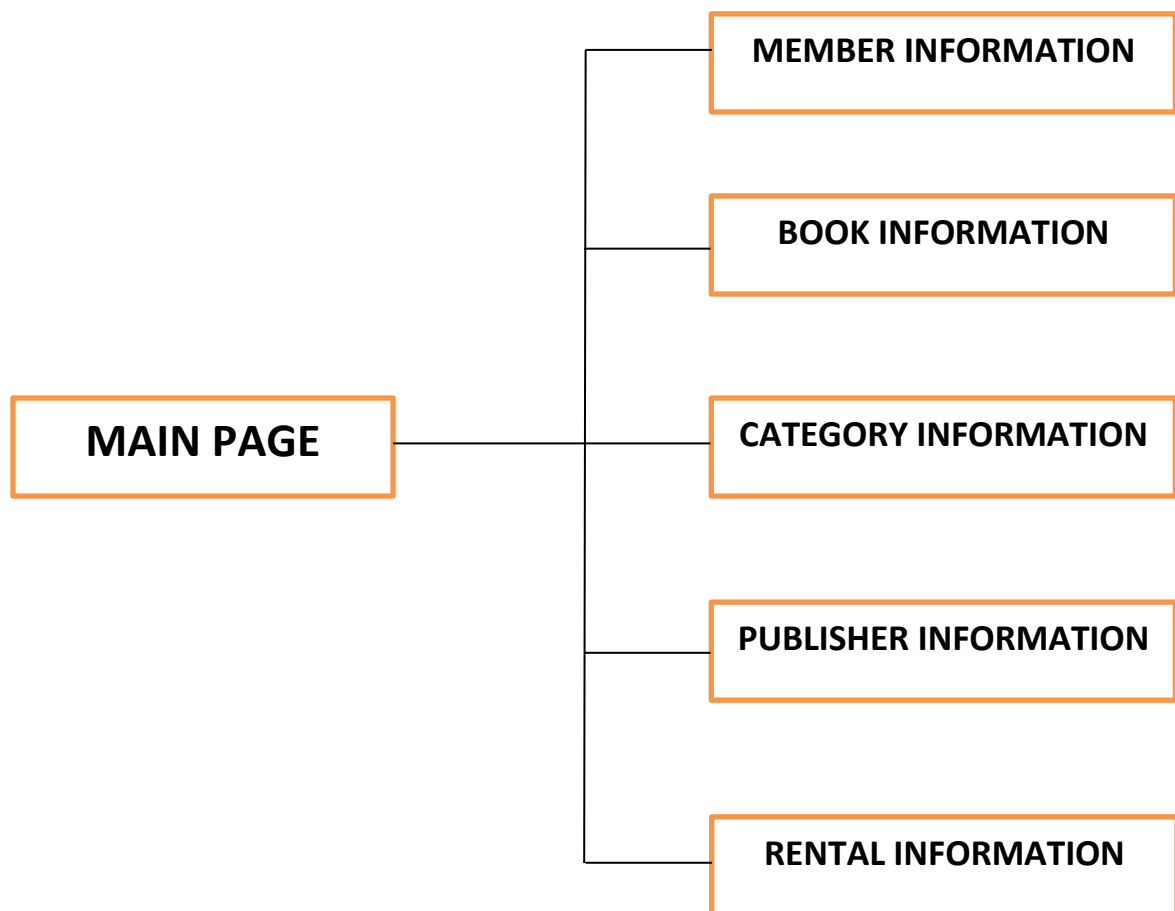 MEMBER INFORMATION
BOOK INFORMATION
MAIN PAGE
CATEGORY INFORMATION
PUBLISHER INFORMATION
RENTAL INFORMATION